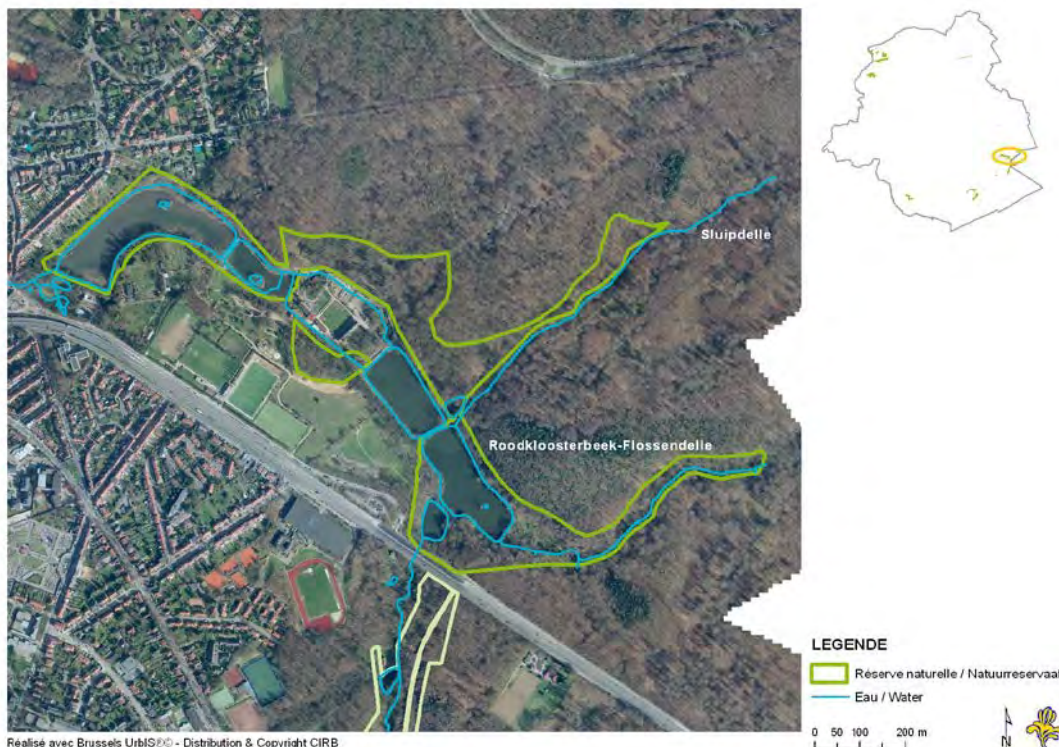 Sluipdelle
Roodkloosterbeek-Flossendelle
LEGENDE
Réserve naturelle / Natuurreservaat
Eau / Water
0 50 100 200 m
N
Réalisé avec Brussels UrbIS®© - Distribution & Copyright CIRB